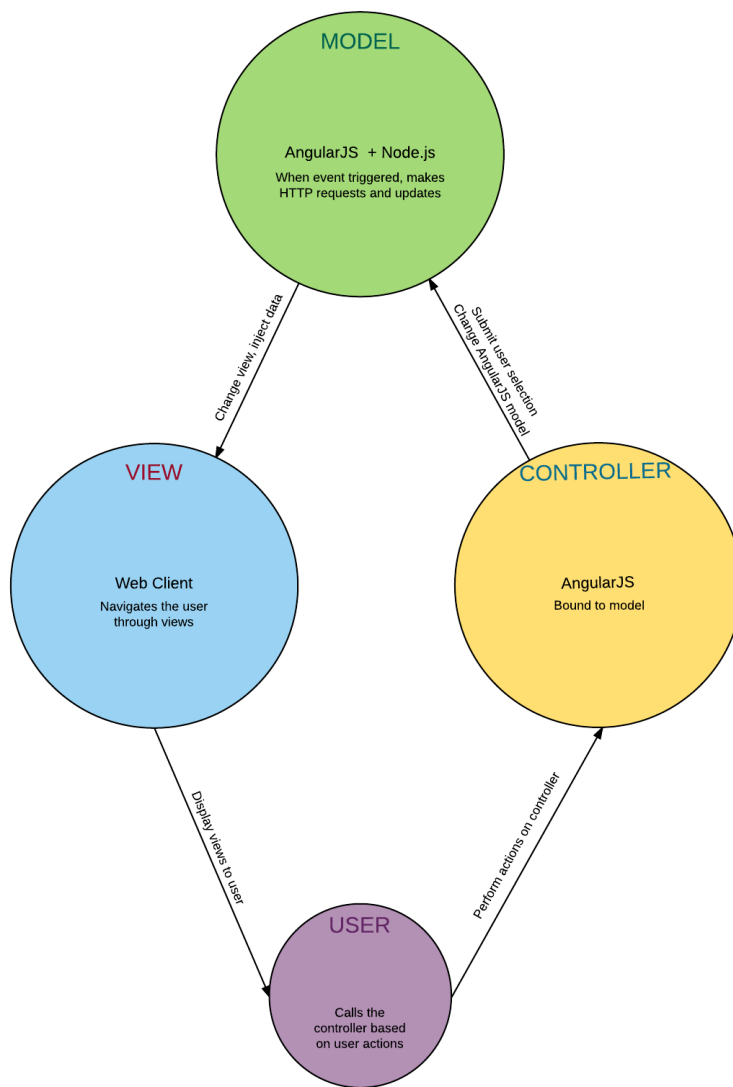 MODEL
AngularJS + Node.js
When event triggered, makes
HTTP requests and updates
Change view, inject data
Submit user selection
Change AngularJS model
VIEW
Web Client
Navigates the user
through views
CONTROLLER
AngularJS
Bound to model
Display views to user
Perform actions on controller
USER
Calls the
controller based
on user actions